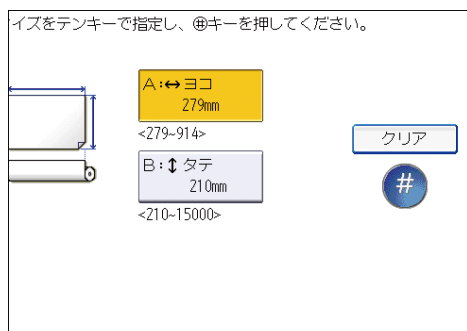 イズをテンキーで指定し、㊉キーを押してください。
A:↔ヨコ
279mm
<279~914>
B:↕タテ
210mm
<210~15000>
クリア
#